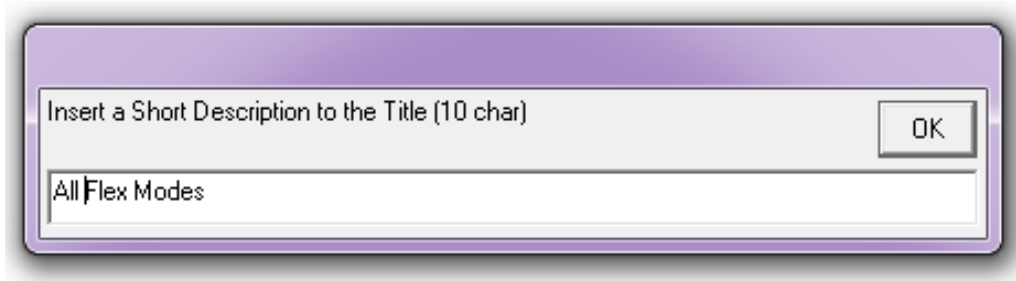 Insert a Short Description to the Title (10 char)
OK
All Flex Modes